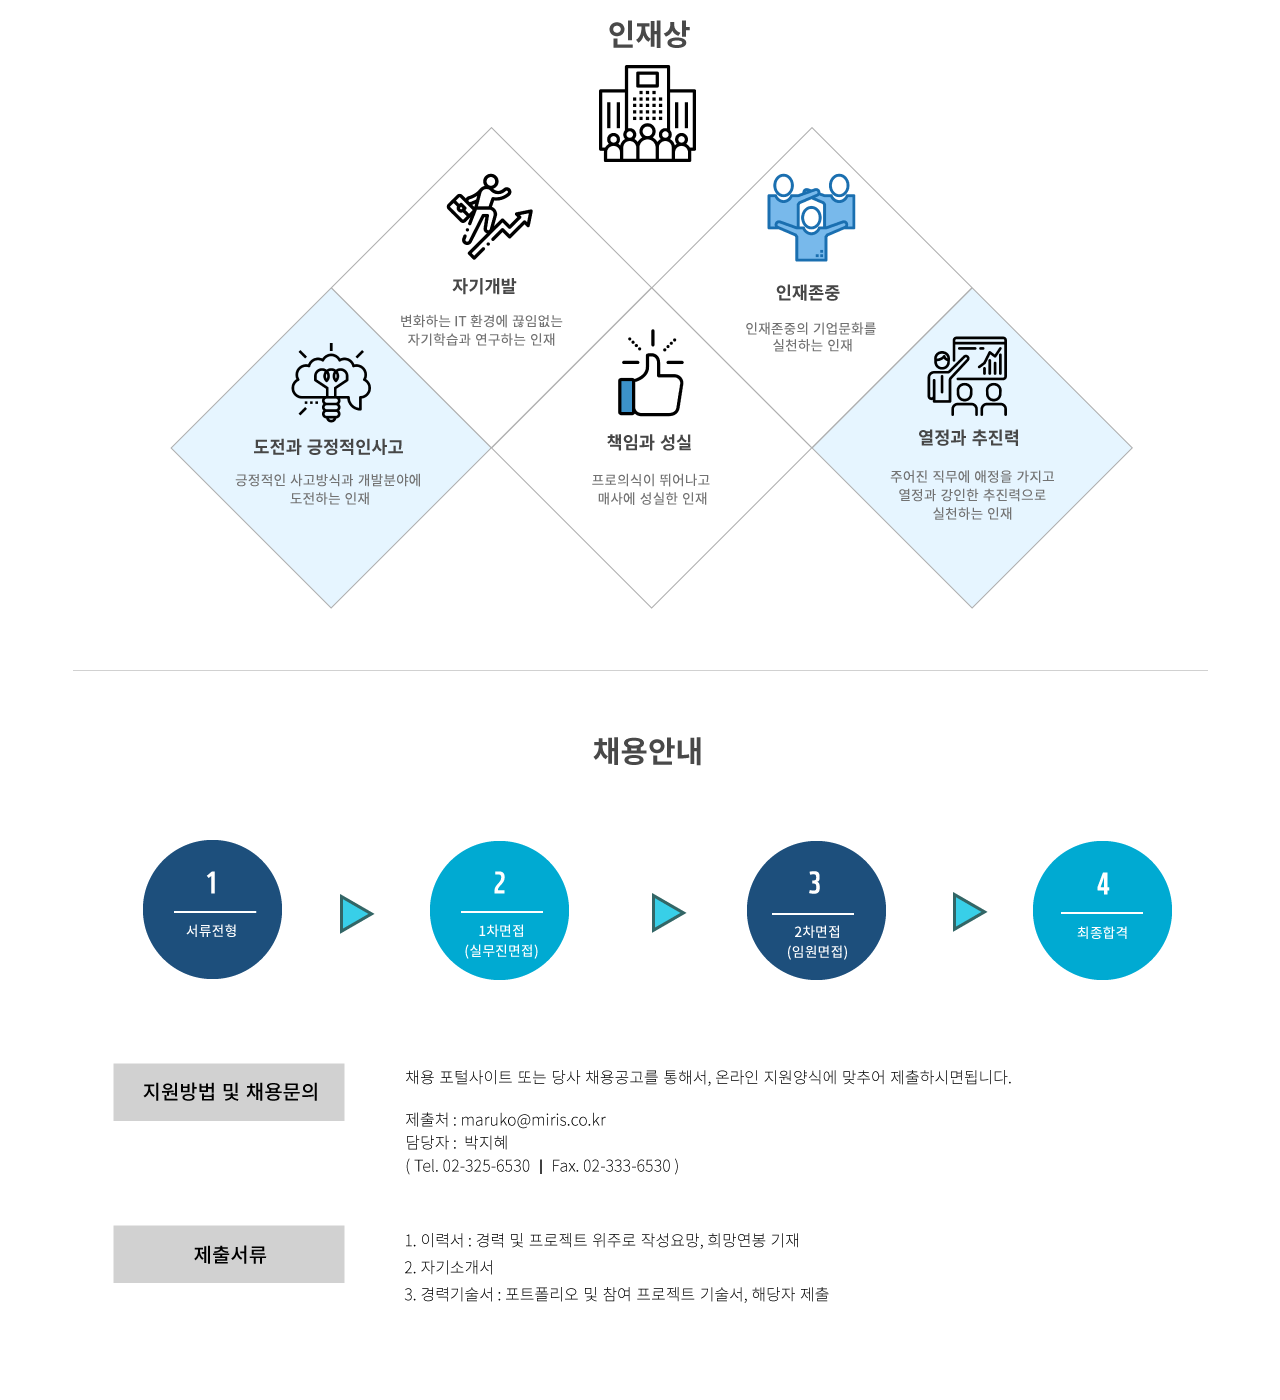 인재상
자기개발
변화하는 IT 환경에 끊임없는
자기학습과 연구하는 인재
인재존중
인재존중의 기업문화를
실천하는 인재
도전과 긍정적인사고
긍정적인 사고방식과 개발분야에
도전하는 인재
책임과 성실
프로의식이 뛰어나고
매사에 성실한 인재
열정과 추진력
주어진 직무에 애정을 가지고
열정과 강인한 추진력으로
실천하는 인재
채용안내
1
서류전형
2
1차면접
(실무진면접)
3
2차면접
(임원면접)
4
최종합격
지원방법 및 채용문의
채용 포털사이트 또는 당사 채용공고를 통해서, 온라인 지원양식에 맞추어 제출하시면됩니다.
제출처 : maruko@miris.co.kr
담당자 : 박지혜
( Tel. 02-325-6530 | Fax. 02-333-6530 )
제출서류
1. 이력서 : 경력 및 프로젝트 위주로 작성요망, 희망연봉 기재
2. 자기소개서
3. 경력기술서 : 포트폴리오 및 참여 프로젝트 기술서, 해당자 제출